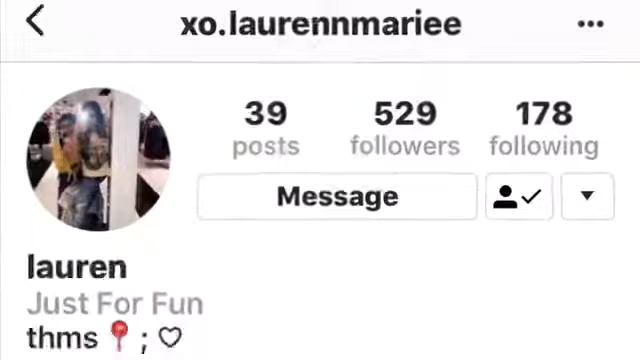 xo.laurennmariee
39 529 178
posts followers following
Message
lauren
Just For Fun
thms 📍 ; ♡